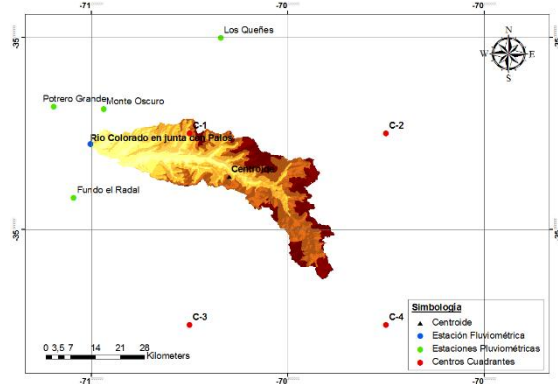 -71
-70
Los Queñes
N
W
E
S
-35
-35
Potrero Grande
Monte Oscuro
C-1
C-2
Rio Colorado en junta con Palos
Centroide
Fundo el Radal
-35
-35
C-3
C-4
Simbología
Centroide
Estación Fluviométrica
Estaciones Pluviométricas
Centros Cuadrantes
0 3,5 7 14 21 28
Kilometers
-71
-70